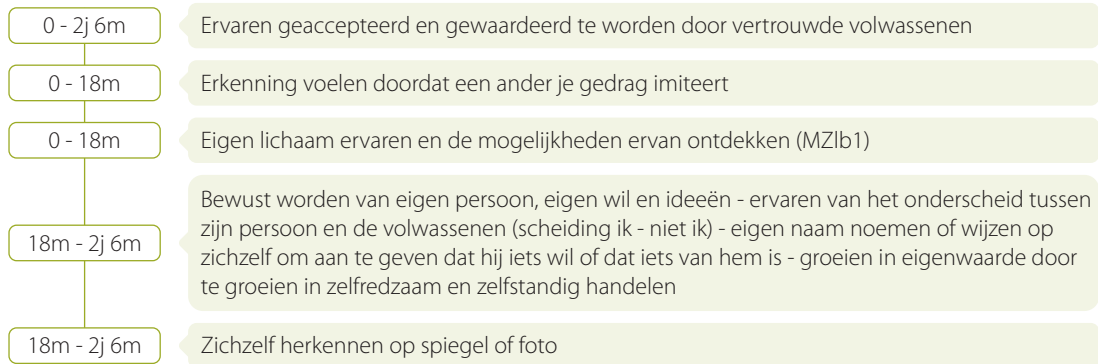 0 - 2j 6m
Ervaren geaccepteerd en gewaardeerd te worden door vertrouwde volwassenen
0 - 18m
Erkenning voelen doordat een ander je gedrag imiteert
0 - 18m
Eigen lichaam ervaren en de mogelijkheden ervan ontdekken (MZlb1)
18m - 2j 6m
Bewust worden van eigen persoon, eigen wil en ideeën - ervaren van het onderscheid tussen
zijn persoon en de volwassenen (scheiding ik - niet ik) - eigen naam noemen of wijzen op
zichzelf om aan te geven dat hij iets wil of dat iets van hem is - groeien in eigenwaarde door
te groeien in zelfredzaam en zelfstandig handelen
18m - 2j 6m
Zichzelf herkennen op spiegel of foto